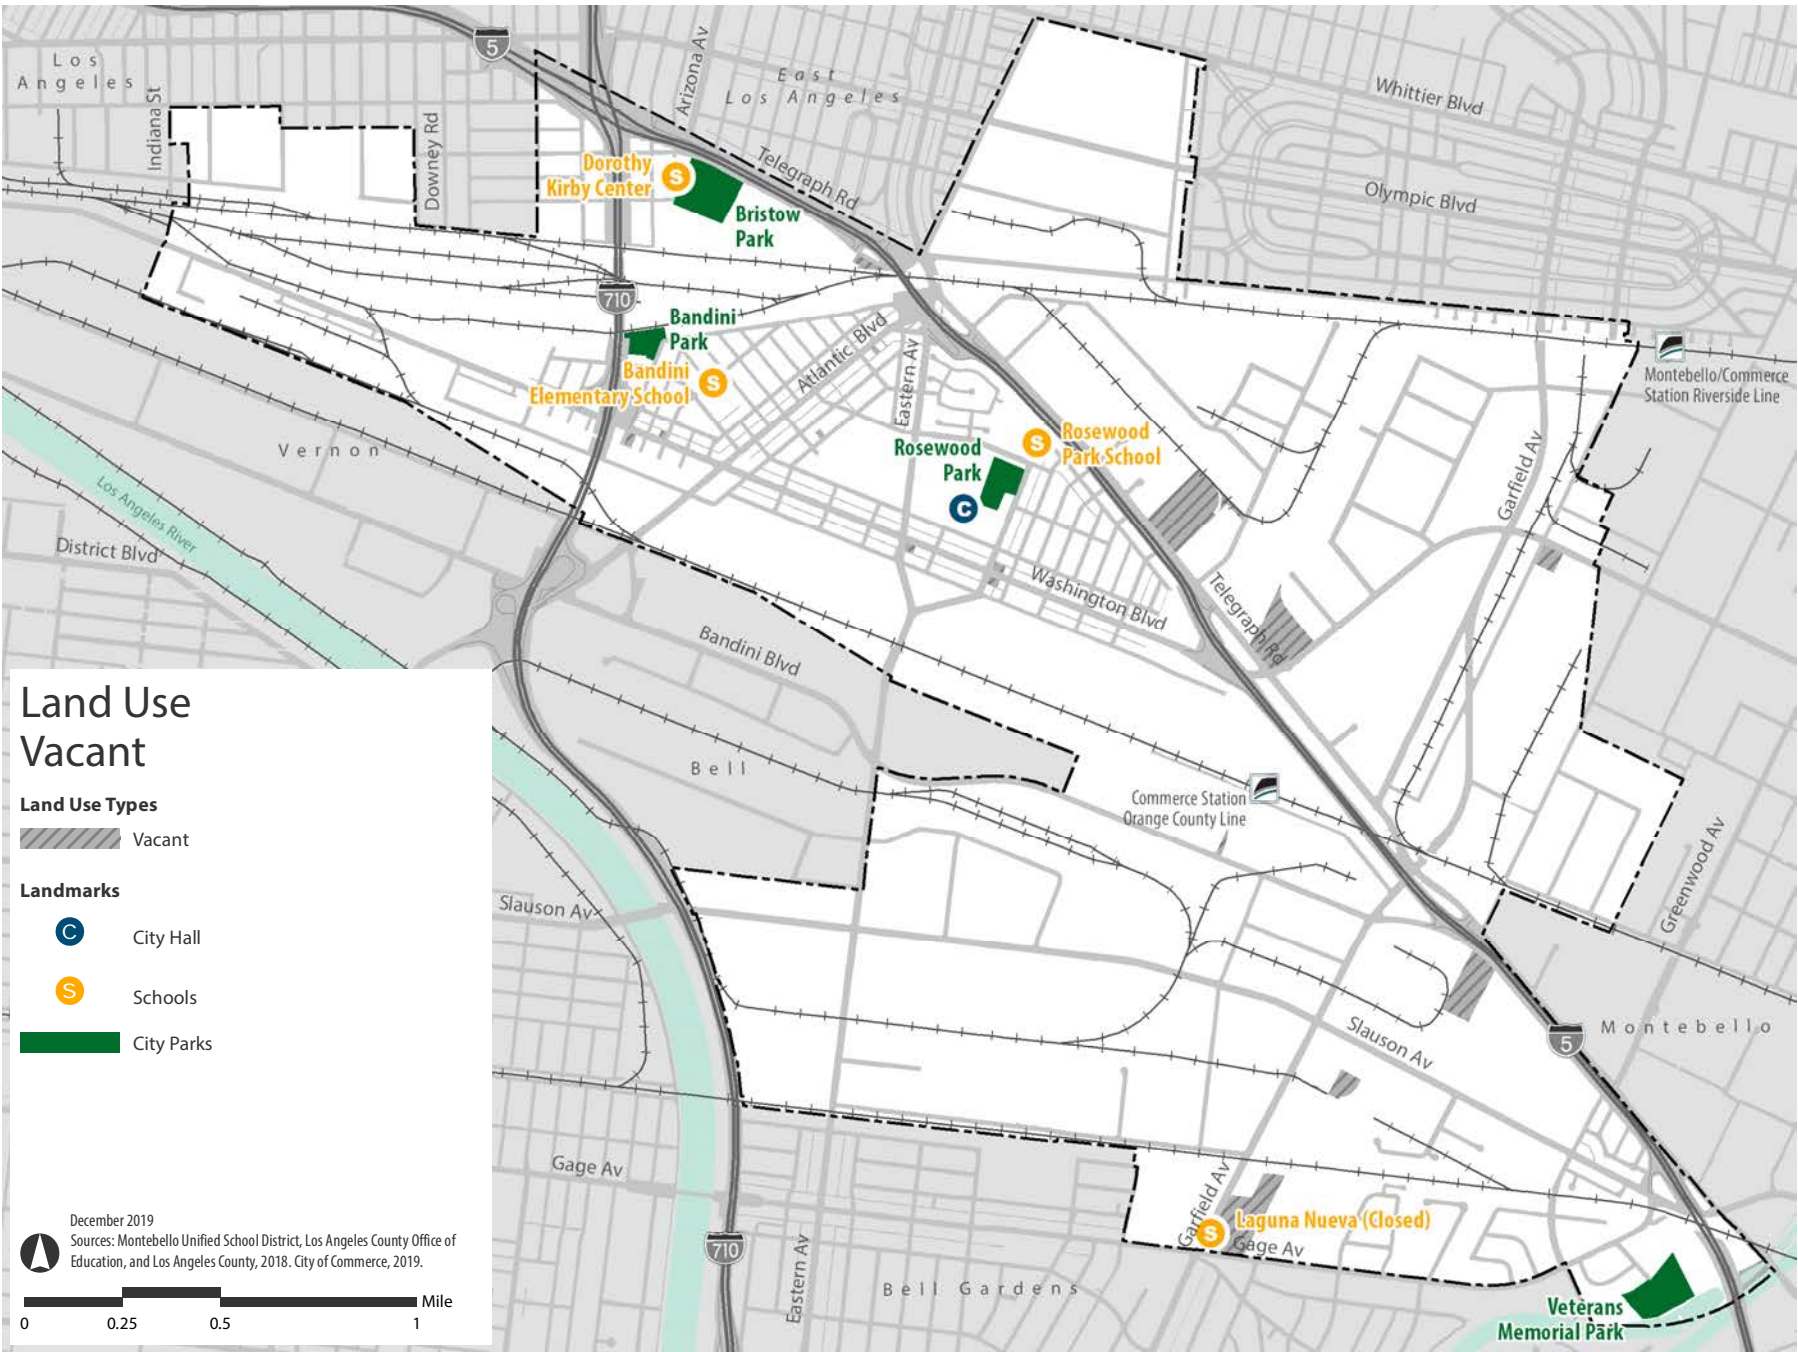 5
Los
Angeles
Indiana St
Downey Rd
Arizona Av
East
Los Angeles
Whittier Blvd
Telegraph Rd
Olympic Blvd
Dorothy
Kirby Center
S
Bristow
Park
710
Bandini
Park
Bandini
Elementary School
S
Atlantic Blvd
Eastern Av
Montebello/Commerce
Station Riverside Line
Rosewood
Park
S
Rosewood
Park School
C
Garfield Av
Vernon
Los Angeles River
District Blvd
Washington Blvd
Telegraph Rd
Bandini Blvd
Bell
Commerce Station
Orange County Line
Greenwood Av
Slauson Av
Slauson Av
5
Montebello
Gage Av
Garfield Av
S
Laguna Nueva (Closed)
Gage Av
710
Eastern Av
Bell Gardens
Veterans
Memorial Park
Land Use
Vacant
Land Use Types
Vacant
Landmarks
C City Hall
S Schools
City Parks
December 2019
Sources: Montebello Unified School District, Los Angeles County Office of
Education, and Los Angeles County, 2018. City of Commerce, 2019.
Mile
0 0.25 0.5 1